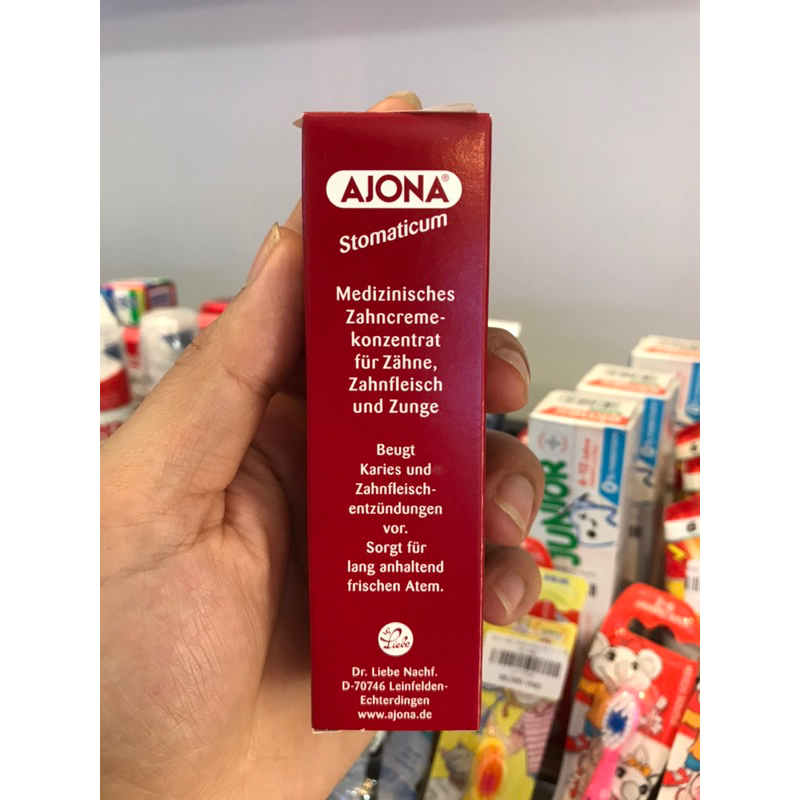 AJONA®
Stomaticum
Medizinisches
Zahncreme-
konzentrat
für Zähne,
Zahnfleisch
und Zunge
Beugt
Karies und
Zahnfleisch-
entzündungen
vor.
Sorgt für
lang anhaltend
frischen Atem.
Liebe
Dr. Liebe Nachf.
D-70746 Leinfelden-
Echterdingen
www.ajona.de
JUNIOR